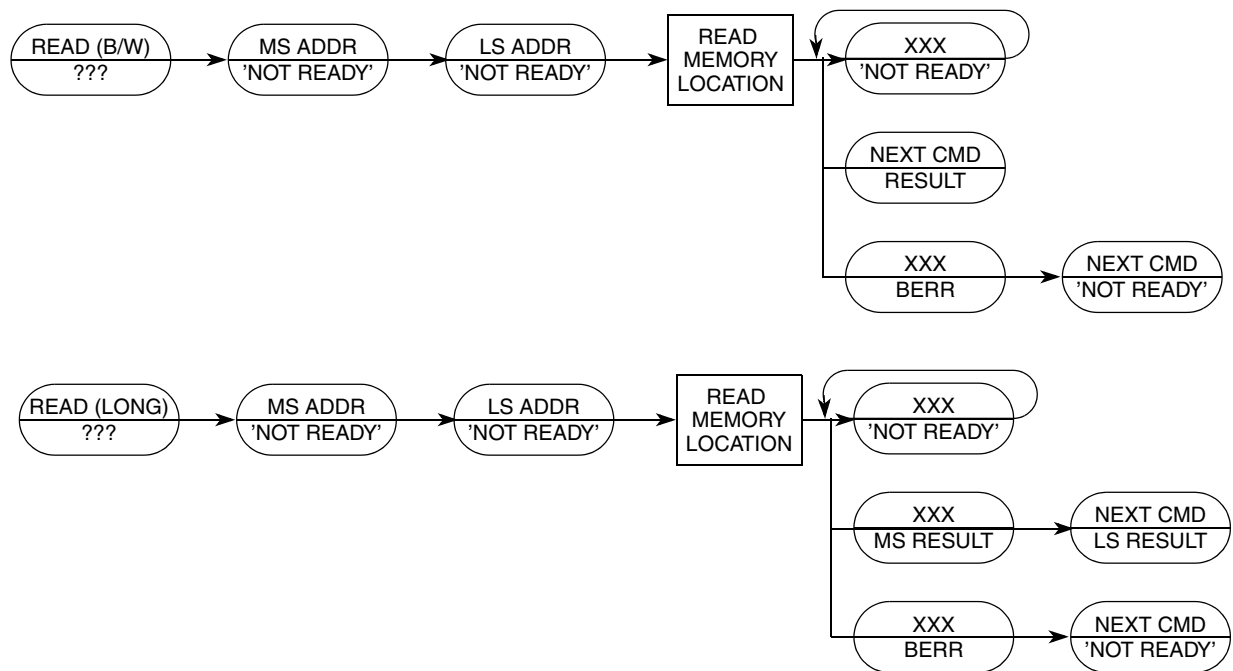 READ (B/W)
???
MS ADDR
'NOT READY'
LS ADDR
'NOT READY'
READ
MEMORY
LOCATION
XXX
'NOT READY'
NEXT CMD
RESULT
XXX
BERR
NEXT CMD
'NOT READY'
READ (LONG)
???
MS ADDR
'NOT READY'
LS ADDR
'NOT READY'
READ
MEMORY
LOCATION
XXX
'NOT READY'
XXX
MS RESULT
NEXT CMD
LS RESULT
XXX
BERR
NEXT CMD
'NOT READY'